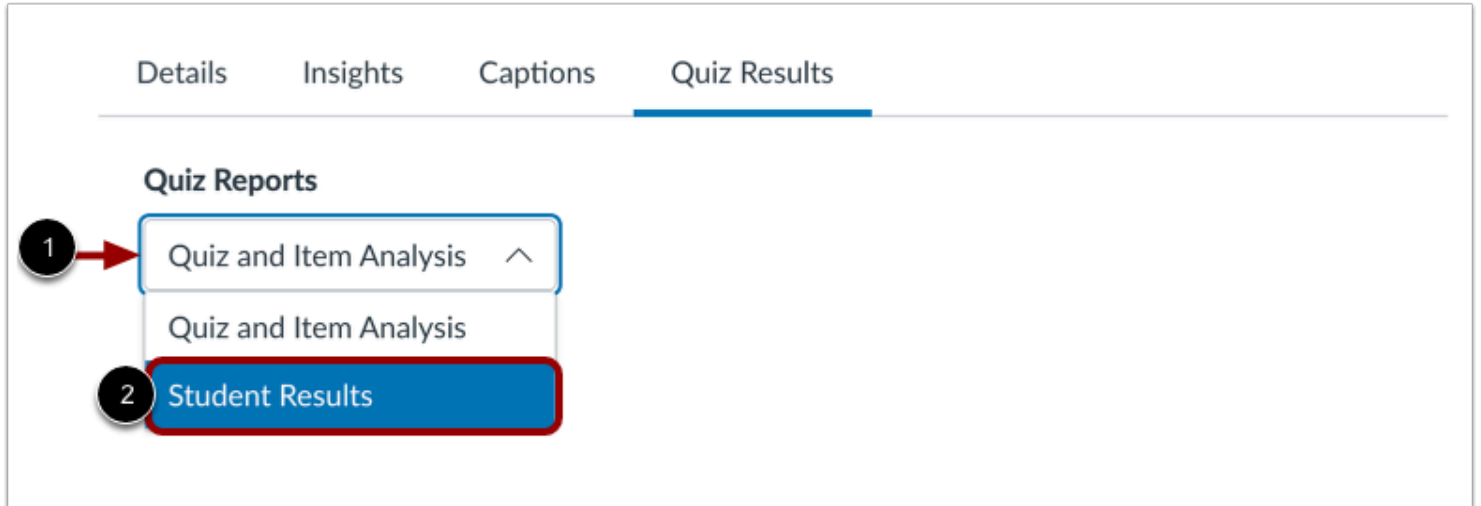 Details Insights Captions Quiz Results
Quiz Reports
1 Quiz and Item Analysis
Quiz and Item Analysis
2 Student Results